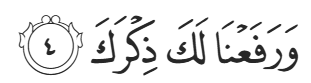 وَرَفَعْنَا لَكَ ذِكْرَكَ ٤